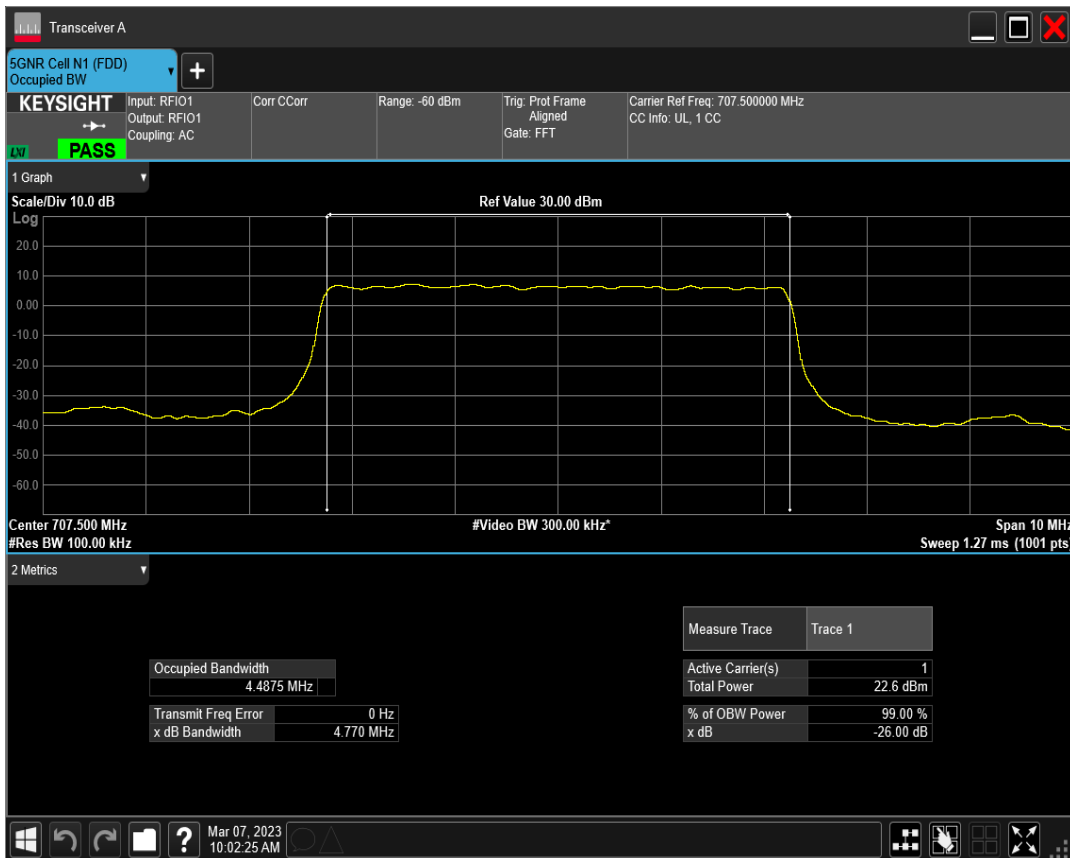 Transceiver A
5GNR Cell N1 (FDD)
Occupied BW
KEYSIGHT
LXI
PASS
Input: RFIO1
Output: RFIO1
Coupling: AC
Corr CCorr
Range: -60 dBm
Trig: Prot Frame
Aligned
Gate: FFT
Carrier Ref Freq: 707.500000 MHz
CC Info: UL, 1 CC
1 Graph
Scale/Div 10.0 dB
Ref Value 30.00 dBm
Log
20.0
10.0
0.00
-10.0
-20.0
-30.0
-40.0
-50.0
-60.0
Center 707.500 MHz
#Video BW 300.00 kHz*
Span 10 MHz
#Res BW 100.00 kHz
Sweep 1.27 ms (1001 pts)
2 Metrics
Measure Trace Trace 1
Occupied Bandwidth
4.4875 MHz
Active Carrier(s) 1
Total Power 22.6 dBm
Transmit Freq Error 0 Hz
x dB Bandwidth 4.770 MHz
% of OBW Power 99.00 %
x dB -26.00 dB
Mar 07, 2023
10:02:25 AM